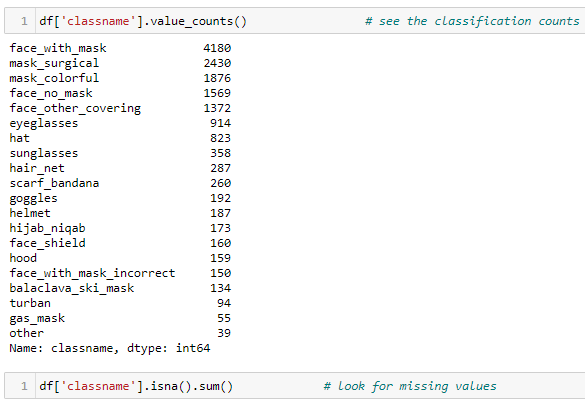 1 df['classname'].value_counts() # see the classification counts
face_with_mask 4180
mask_surgical 2430
mask_colorful 1876
face_no_mask 1569
face_other_covering 1372
eyeglasses 914
hat 823
sunglasses 358
hair_net 287
scarf_bandana 260
goggles 192
helmet 187
hijab_niqab 173
face_shield 160
hood 159
face_with_mask_incorrect 150
balaclava_ski_mask 134
turban 94
gas_mask 55
other 39
Name: classname, dtype: int64
1 df['classname'].isna().sum() # look for missing values